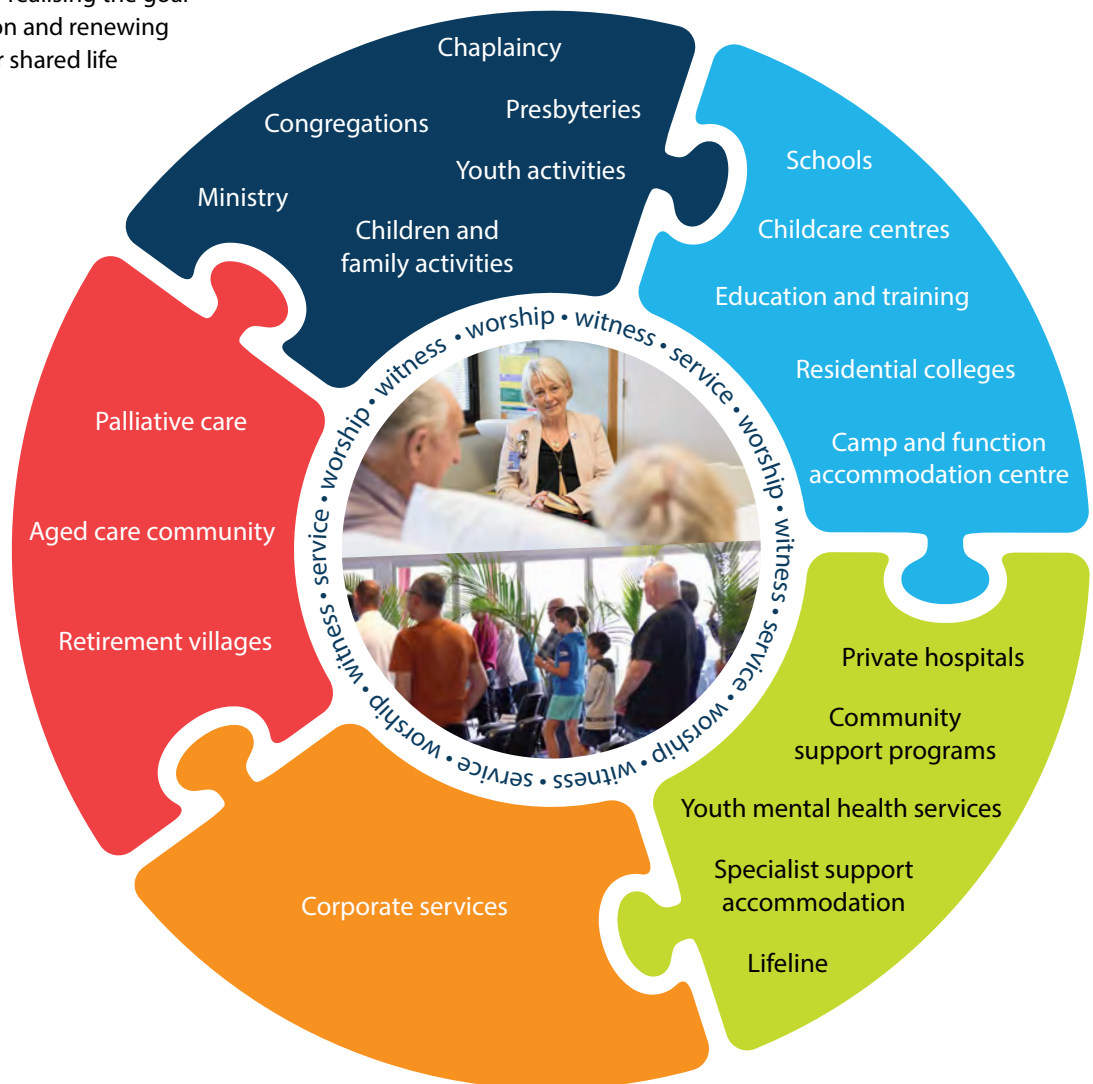 realising the goal
on and renewing
r shared life
Chaplaincy
Presbyteries
Congregations
Youth activities
Ministry
Children and
family activities
Schools
Childcare centres
Education and training
Residential colleges
Camp and function
accommodation centre
Private hospitals
Community
support programs
Youth mental health services
Specialist support
accommodation
Lifeline
Corporate services
Palliative care
Aged care community
Retirement villages
worship • witness • service • worship • witness • service • worship • witness • service • worship • witness • service • worship • witness •